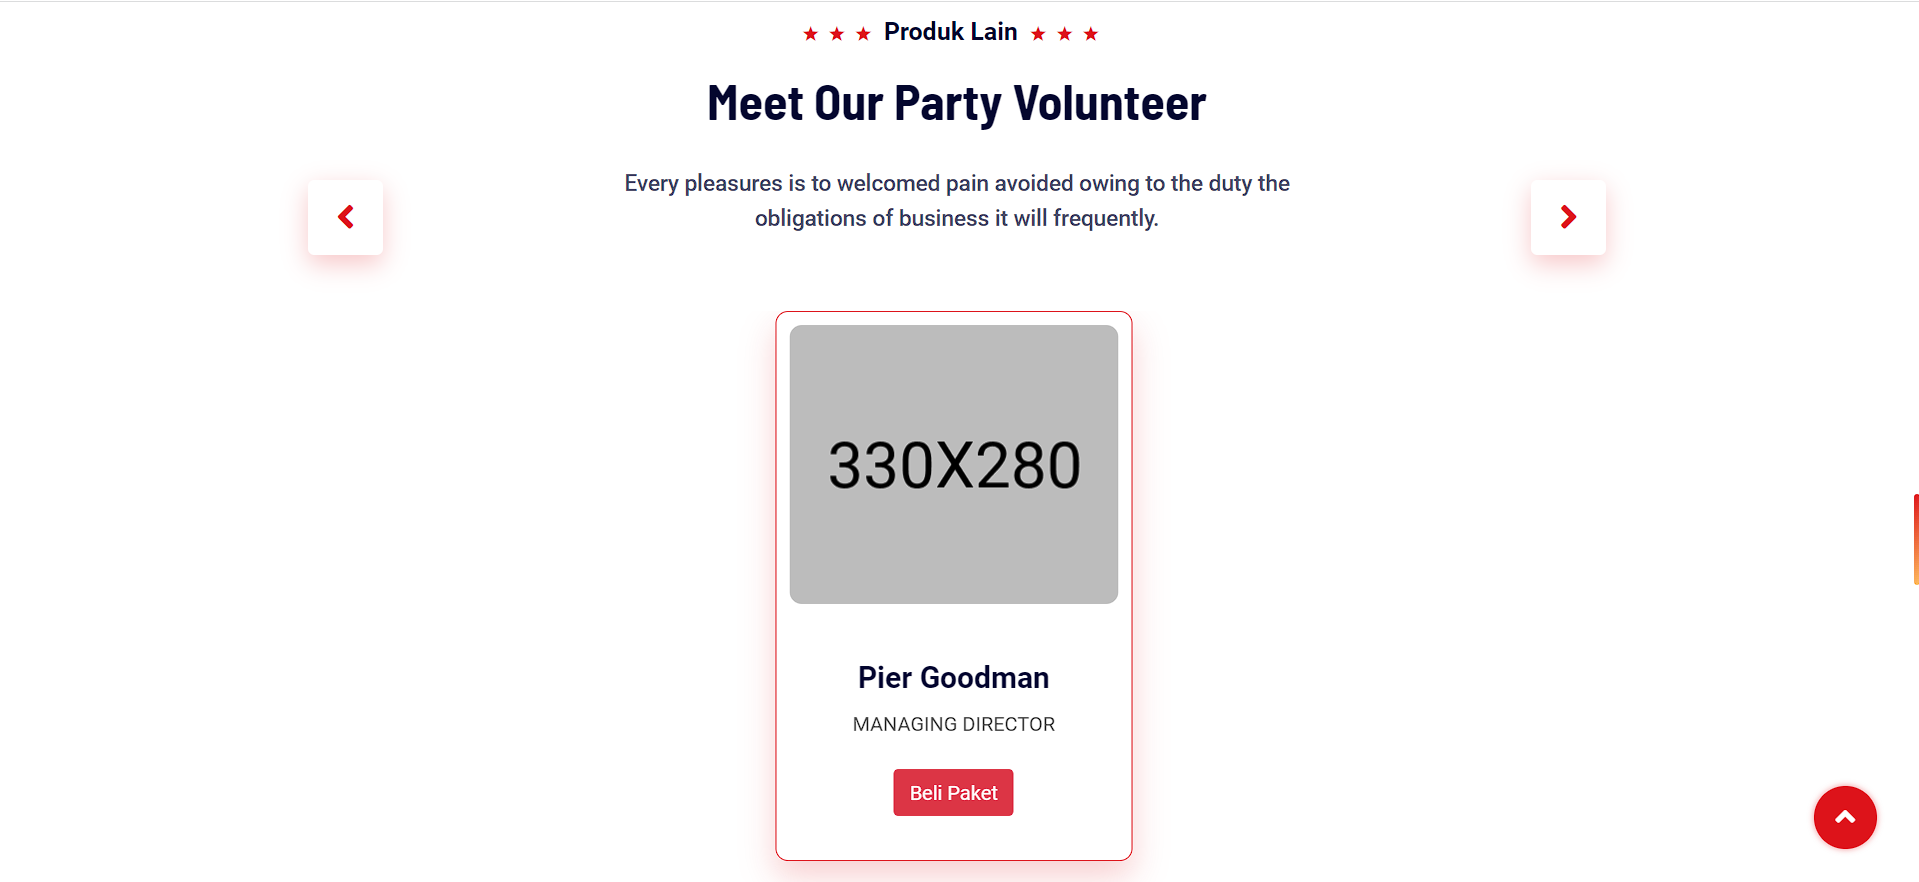 Produk Lain
Meet Our Party Volunteer
Every pleasures is to welcomed pain avoided owing to the duty the
obligations of business it will frequently.
330X280
Pier Goodman
MANAGING DIRECTOR
Beli Paket